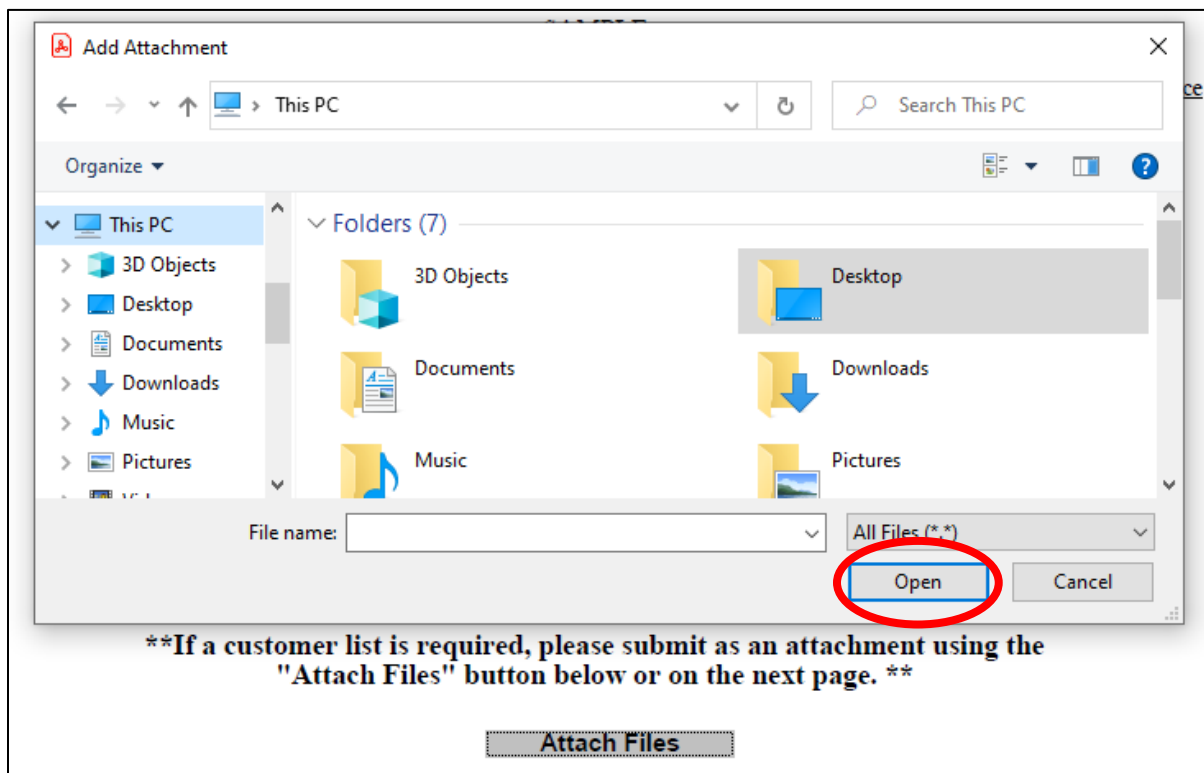 SAMPLE
Add Attachment
This PC
Search This PC
ce
Organize
This PC
3D Objects
Desktop
Documents
Downloads
Music
Pictures
Folders (7)
3D Objects
Desktop
Documents
Downloads
Music
Pictures
File name:
All Files (*.*)
Open
Cancel
**If a customer list is required, please submit as an attachment using the
"Attach Files" button below or on the next page. **
Attach Files